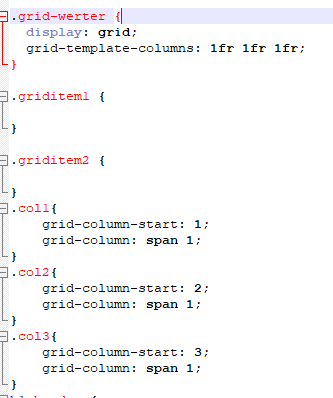 .grid-werter {
display: grid;
grid-template-columns: 1fr 1fr 1fr;
}
.griditem1 {
}
.griditem2 {
}
.col1{
grid-column-start: 1;
grid-column: span 1;
}
.col2{
grid-column-start: 2;
grid-column: span 1;
}
.col3{
grid-column-start: 3;
grid-column: span 1;
}